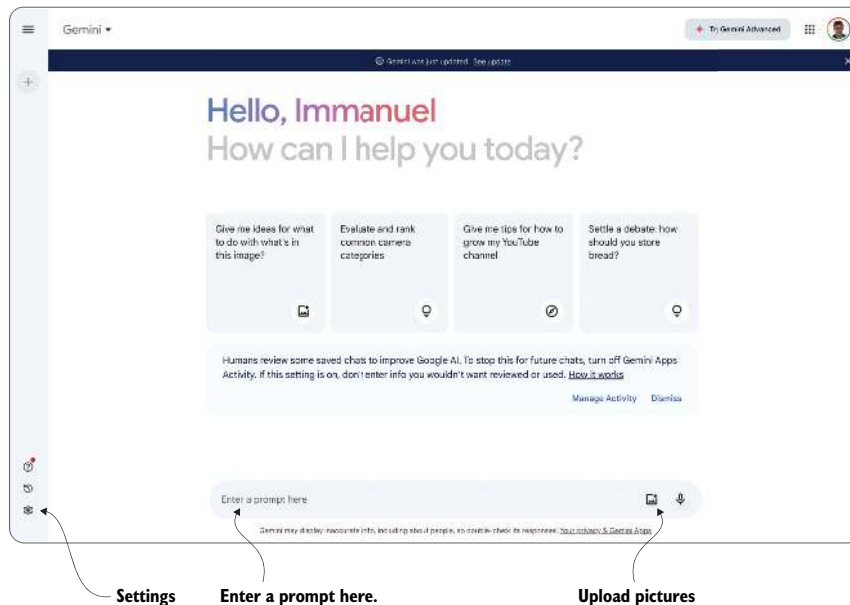 Gemini
Try Gemini Advanced
Gemini was just updated. See update
Hello, Immanuel
How can I help you today?
Give me ideas for what
to do with what's in
this image?
Evaluate and rank
common camera
categories
Give me tips for how to
grow my YouTube
channel
Settle a debate: how
should you store
bread?
Humans review some saved chats to improve Google AI. To stop this for future chats, turn off Gemini Apps
Activity. If this setting is on, don't enter info you wouldn't want reviewed or used. How it works
Manage Activity Dismiss
Enter a prompt here
Gemini may display inaccurate info, including about people, so double-check its responses. Your privacy & Gemini Apps
Settings
Enter a prompt here.
Upload pictures